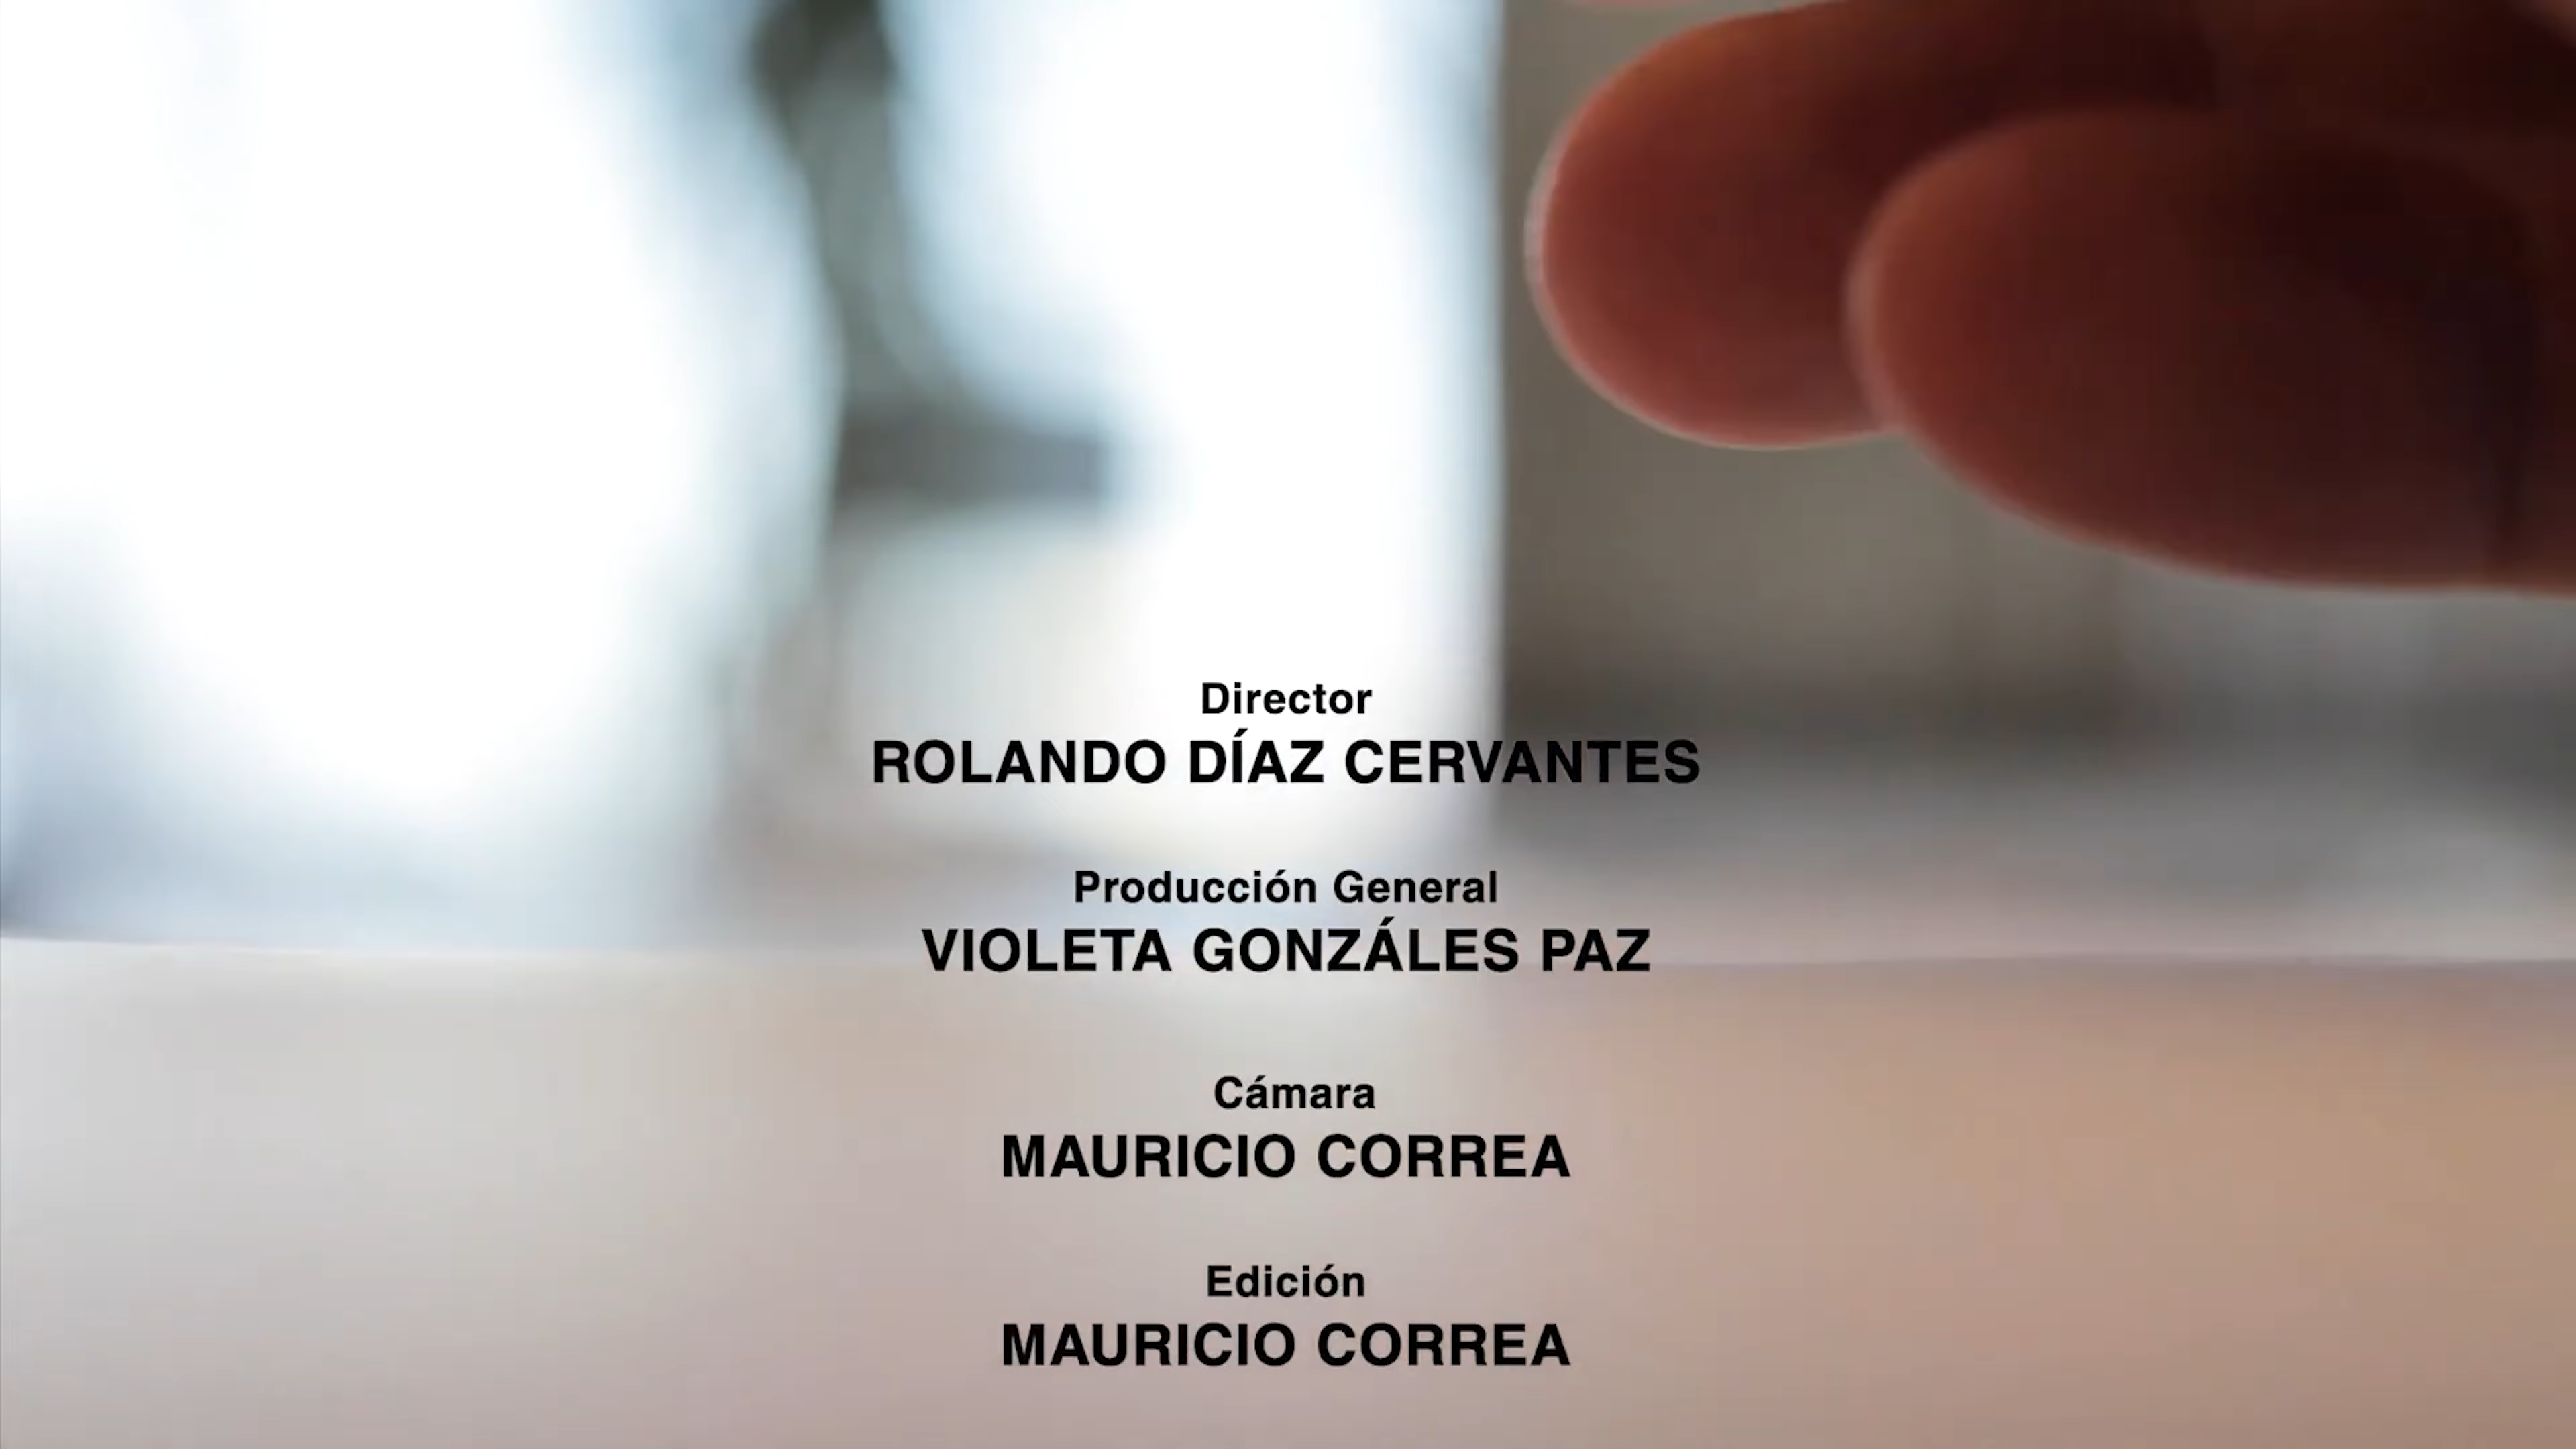 Director
ROLANDO DÍAZ CERVANTES
Producción General
VIOLETA GONZÁLES PAZ
Cámara
MAURICIO CORREA
Edición
MAURICIO CORREA